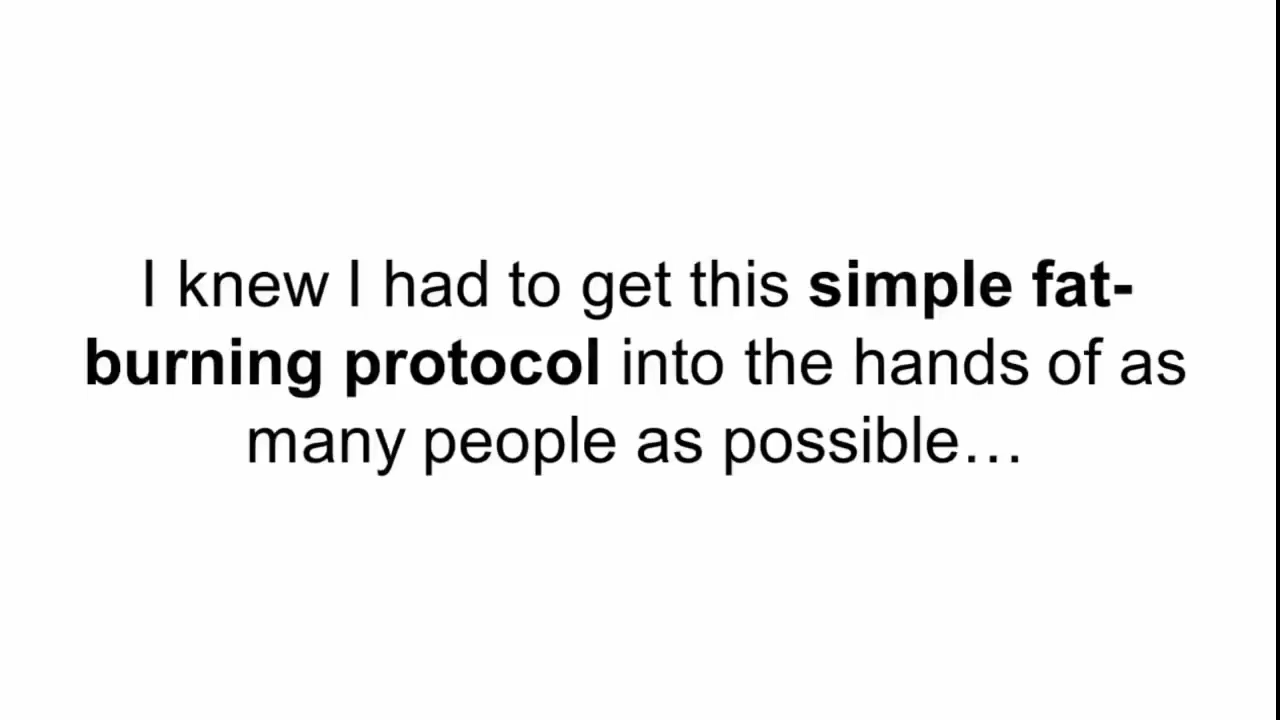 I knew I had to get this simple fat-
burning protocol into the hands of as
many people as possible…